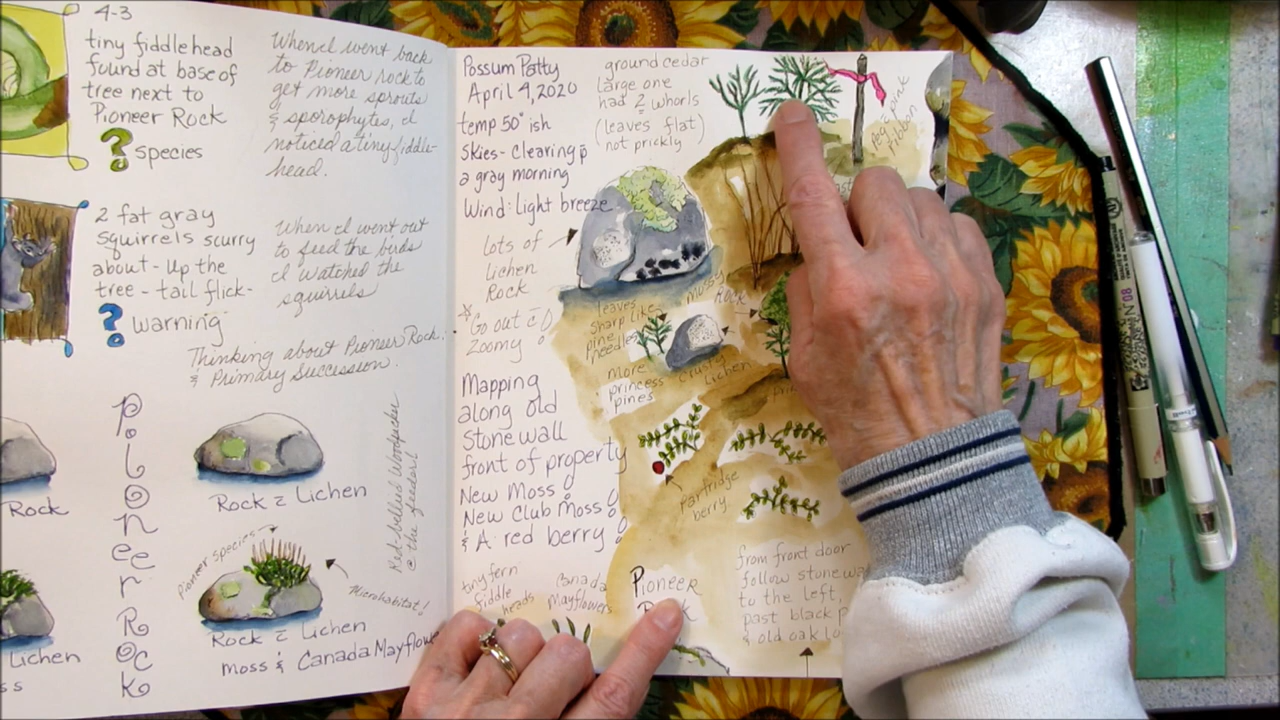 4-3
tiny fiddlehead
found at base of
tree next to
Pioneer Rock
? species
When I went back
to Pioneer rock to
get more sprouts
& sporophytes, I
noticed a tiny fiddle-
head.
2 fat gray
squirrels scurry
about - Up the
tree - tail flick-
? warning
When I went out
to feed the birds
I watched the
squirrels
Thinking about Pioneer Rock.
& Primary Succession.
Pioneer Rock
Rock
Rock c Lichen
Red-bellied Woodpecker
@ the feeders!
Pioneer Species
Microhabitat!
Lichen
ss
Rock c Lichen
moss & Canada Mayflowe
Possum Patty
April 4, 2020
temp 50° ish
Skies - Clearing p
a gray morning
Wind: Light breeze
ground cedar
large one
had 2 whorls
(leaves flat)
not prickly
peg c pink
ribbon
Lots of
Lichen
Rock
Go out c
Zoomy
leaves
sharp like
pine
needles
mossy
Rock
more
princess
pines
Crusty
Lichen
Mapping
along old
stone wall
front of property
New Moss!
New Club Moss!
& A red berry!
Partridge
berry
tiny fern
fiddle
heads
Canada
Mayflowers
Pioneer
from front door
follow stone wa
to the left,
past black p
& old oak lo
08